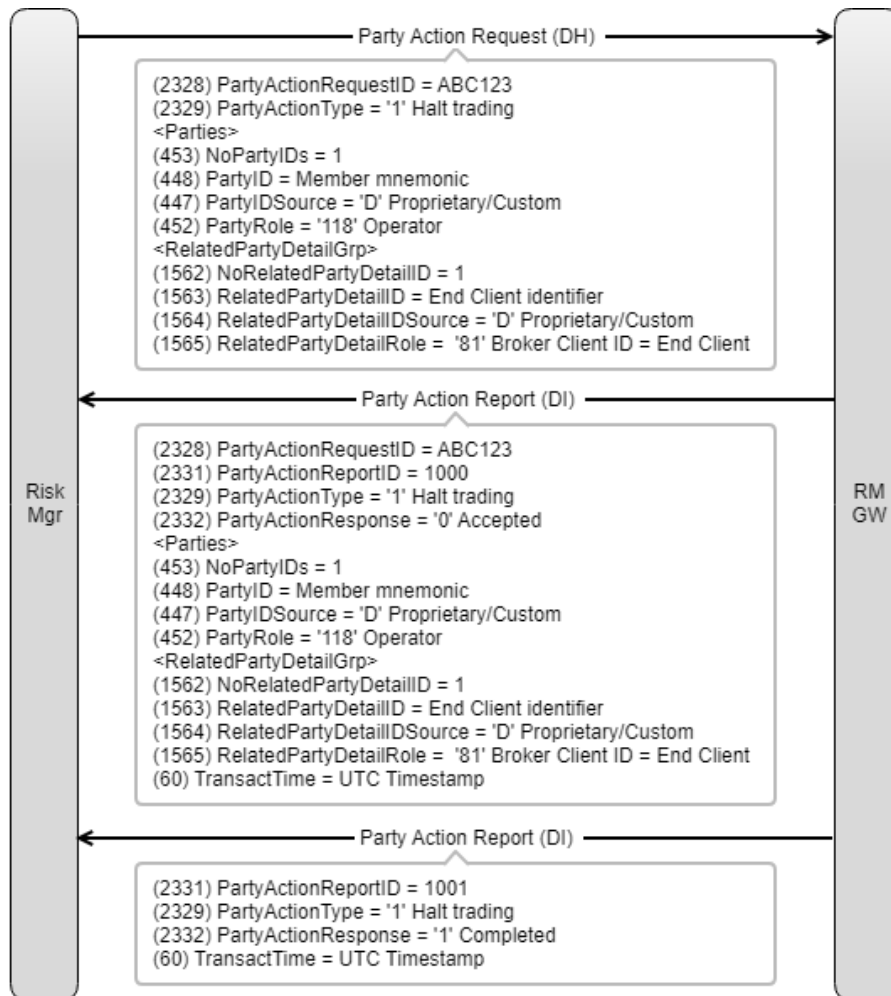 Party Action Request (DH)
(2328) PartyActionRequestID = ABC123
(2329) PartyActionType = '1' Halt trading
<Parties>
(453) NoPartyIDs = 1
(448) PartyID = Member mnemonic
(447) PartyIDSource = 'D' Proprietary/Custom
(452) PartyRole = '118' Operator
<RelatedPartyDetailGrp>
(1562) NoRelatedPartyDetailID = 1
(1563) RelatedPartyDetailID = End Client identifier
(1564) RelatedPartyDetailIDSource = 'D' Proprietary/Custom
(1565) RelatedPartyDetailRole =  '81' Broker Client ID = End Client
Party Action Report (DI)
(2328) PartyActionRequestID = ABC123
(2331) PartyActionReportID = 1000
(2329) PartyActionType = '1' Halt trading
(2332) PartyActionResponse = '0' Accepted
<Parties>
(453) NoPartyIDs = 1
(448) PartyID = Member mnemonic
(447) PartyIDSource = 'D' Proprietary/Custom
(452) PartyRole = '118' Operator
<RelatedPartyDetailGrp>
(1562) NoRelatedPartyDetailID = 1
(1563) RelatedPartyDetailID = End Client identifier
(1564) RelatedPartyDetailIDSource = 'D' Proprietary/Custom
(1565) RelatedPartyDetailRole =  '81' Broker Client ID = End Client
(60) TransactTime = UTC Timestamp
Risk
Mgr
RM
GW
Party Action Report (DI)
(2331) PartyActionReportID = 1001
(2329) PartyActionType = '1' Halt trading
(2332) PartyActionResponse = '1' Completed
(60) TransactTime = UTC Timestamp